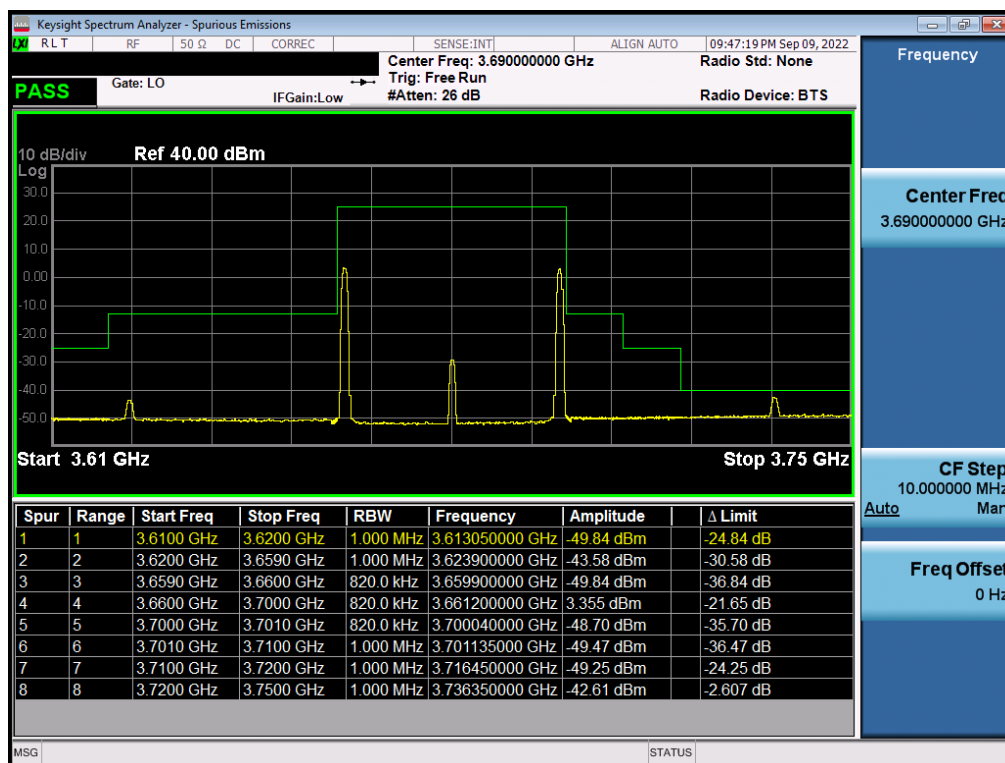 Keysight Spectrum Analyzer - Spurious Emissions
LXI RLT RF 50 Ω DC CORREC SENSE:INT ALIGN AUTO 09:47:19 PM Sep 09, 2022
Center Freq: 3.690000000 GHz Radio Std: None
Gate: LO Trig: Free Run
PASS IFGain:Low #Atten: 26 dB Radio Device: BTS
10 dB/div Ref 40.00 dBm
Log
30.0
20.0
10.0
0.00
-10.0
-20.0
-30.0
-40.0
-50.0
Start 3.61 GHz Stop 3.75 GHz
Spur Range Start Freq Stop Freq RBW Frequency Amplitude Δ Limit
1 1 3.6100 GHz 3.6200 GHz 1.000 MHz 3.613050000 GHz -49.84 dBm -24.84 dB
2 2 3.6200 GHz 3.6590 GHz 1.000 MHz 3.623900000 GHz -43.58 dBm -30.58 dB
3 3 3.6590 GHz 3.6600 GHz 820.0 kHz 3.659900000 GHz -49.84 dBm -36.84 dB
4 4 3.6600 GHz 3.7000 GHz 820.0 kHz 3.661200000 GHz 3.355 dBm -21.65 dB
5 5 3.7000 GHz 3.7010 GHz 820.0 kHz 3.700040000 GHz -48.70 dBm -35.70 dB
6 6 3.7010 GHz 3.7100 GHz 1.000 MHz 3.701135000 GHz -49.47 dBm -36.47 dB
7 7 3.7100 GHz 3.7200 GHz 1.000 MHz 3.716450000 GHz -49.25 dBm -24.25 dB
8 8 3.7200 GHz 3.7500 GHz 1.000 MHz 3.736350000 GHz -42.61 dBm -2.607 dB
MSG STATUS
Frequency
Center Freq
3.690000000 GHz
CF Step
10.000000 MHz
Auto Man
Freq Offset
0 Hz